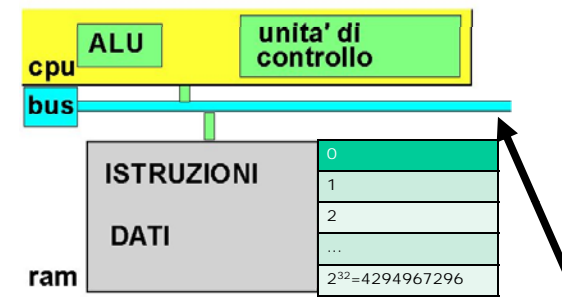 ALU
unita' di
controllo
cpu
bus
ISTRUZIONI
DATI
ram
0
1
2
...
2³²=4294967296